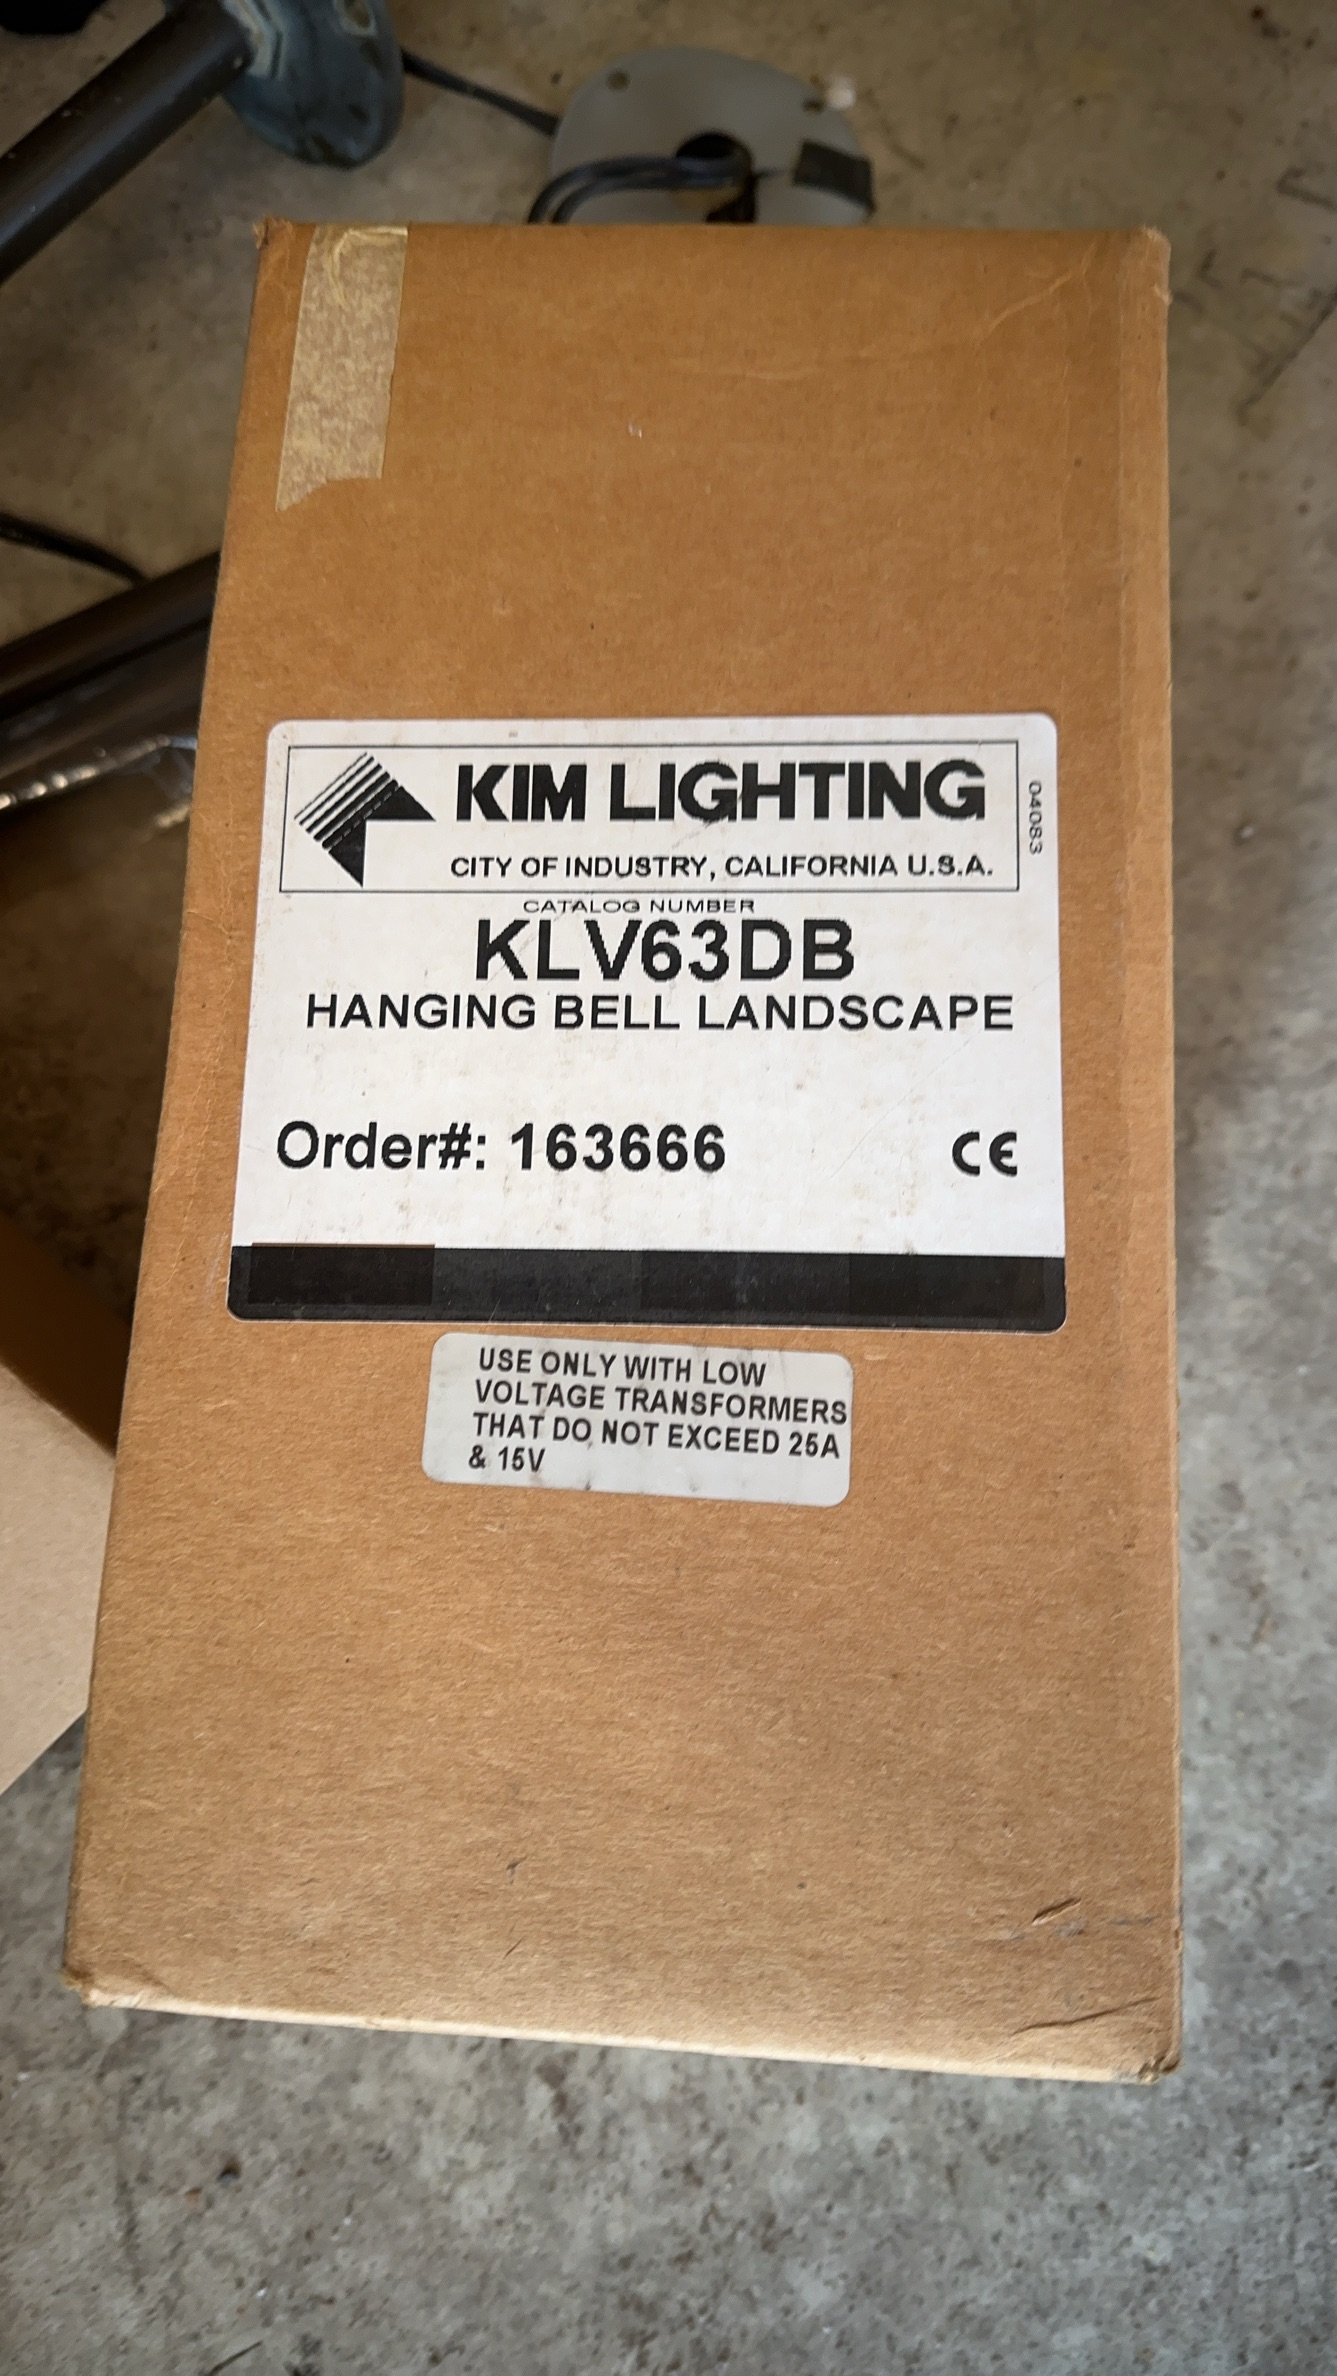 KIM LIGHTING
CITY OF INDUSTRY, CALIFORNIA U.S.A.
04083
CATALOG NUMBER
KLV63DB
HANGING BELL LANDSCAPE
Order#: 163666
CE
USE ONLY WITH LOW
VOLTAGE TRANSFORMERS
THAT DO NOT EXCEED 25A
& 15V